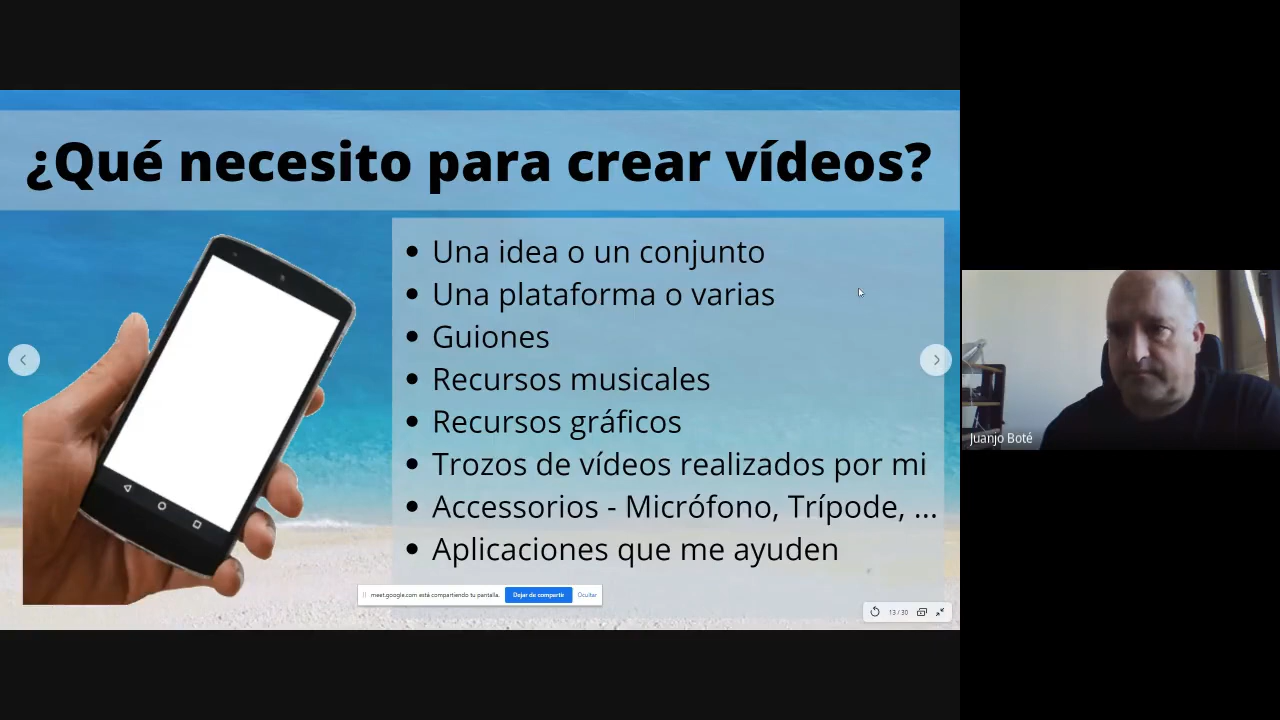 ¿Qué necesito para crear vídeos?
Una idea o un conjunto
Una plataforma o varias
Guiones
Recursos musicales
Recursos gráficos
Trozos de vídeos realizados por mi
Accessorios - Micrófono, Trípode, ...
Aplicaciones que me ayuden
meet.google.com está compartiendo tu pantalla. Dejar de compartir Ocultar
13 / 30
Juanjo Boté